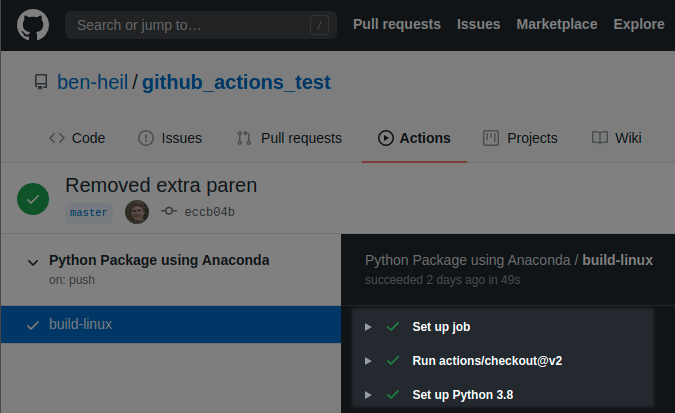 Search or jump to… /
Pull requests Issues Marketplace Explore
ben-heil / github_actions_test
Code Issues Pull requests Actions Projects Wiki
Removed extra paren
master eccb04b
Python Package using Anaconda
on: push
build-linux
Python Package using Anaconda / build-linux
succeeded 2 days ago in 49s
Set up job
Run actions/checkout@v2
Set up Python 3.8